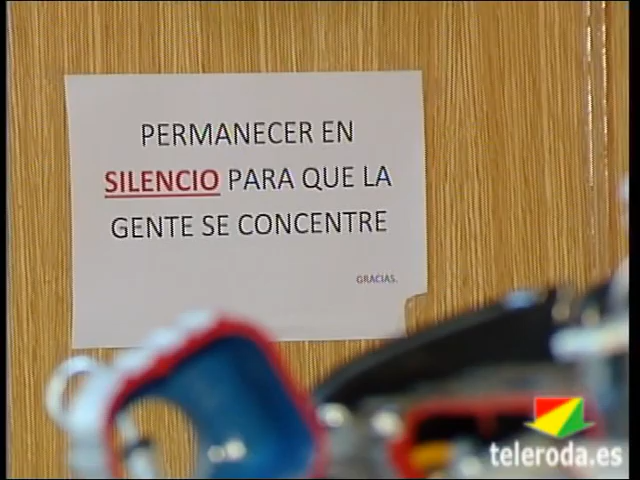 PERMANECER EN
SILENCIO PARA QUE LA
GENTE SE CONCENTRE
GRACIAS.
teleroda.es